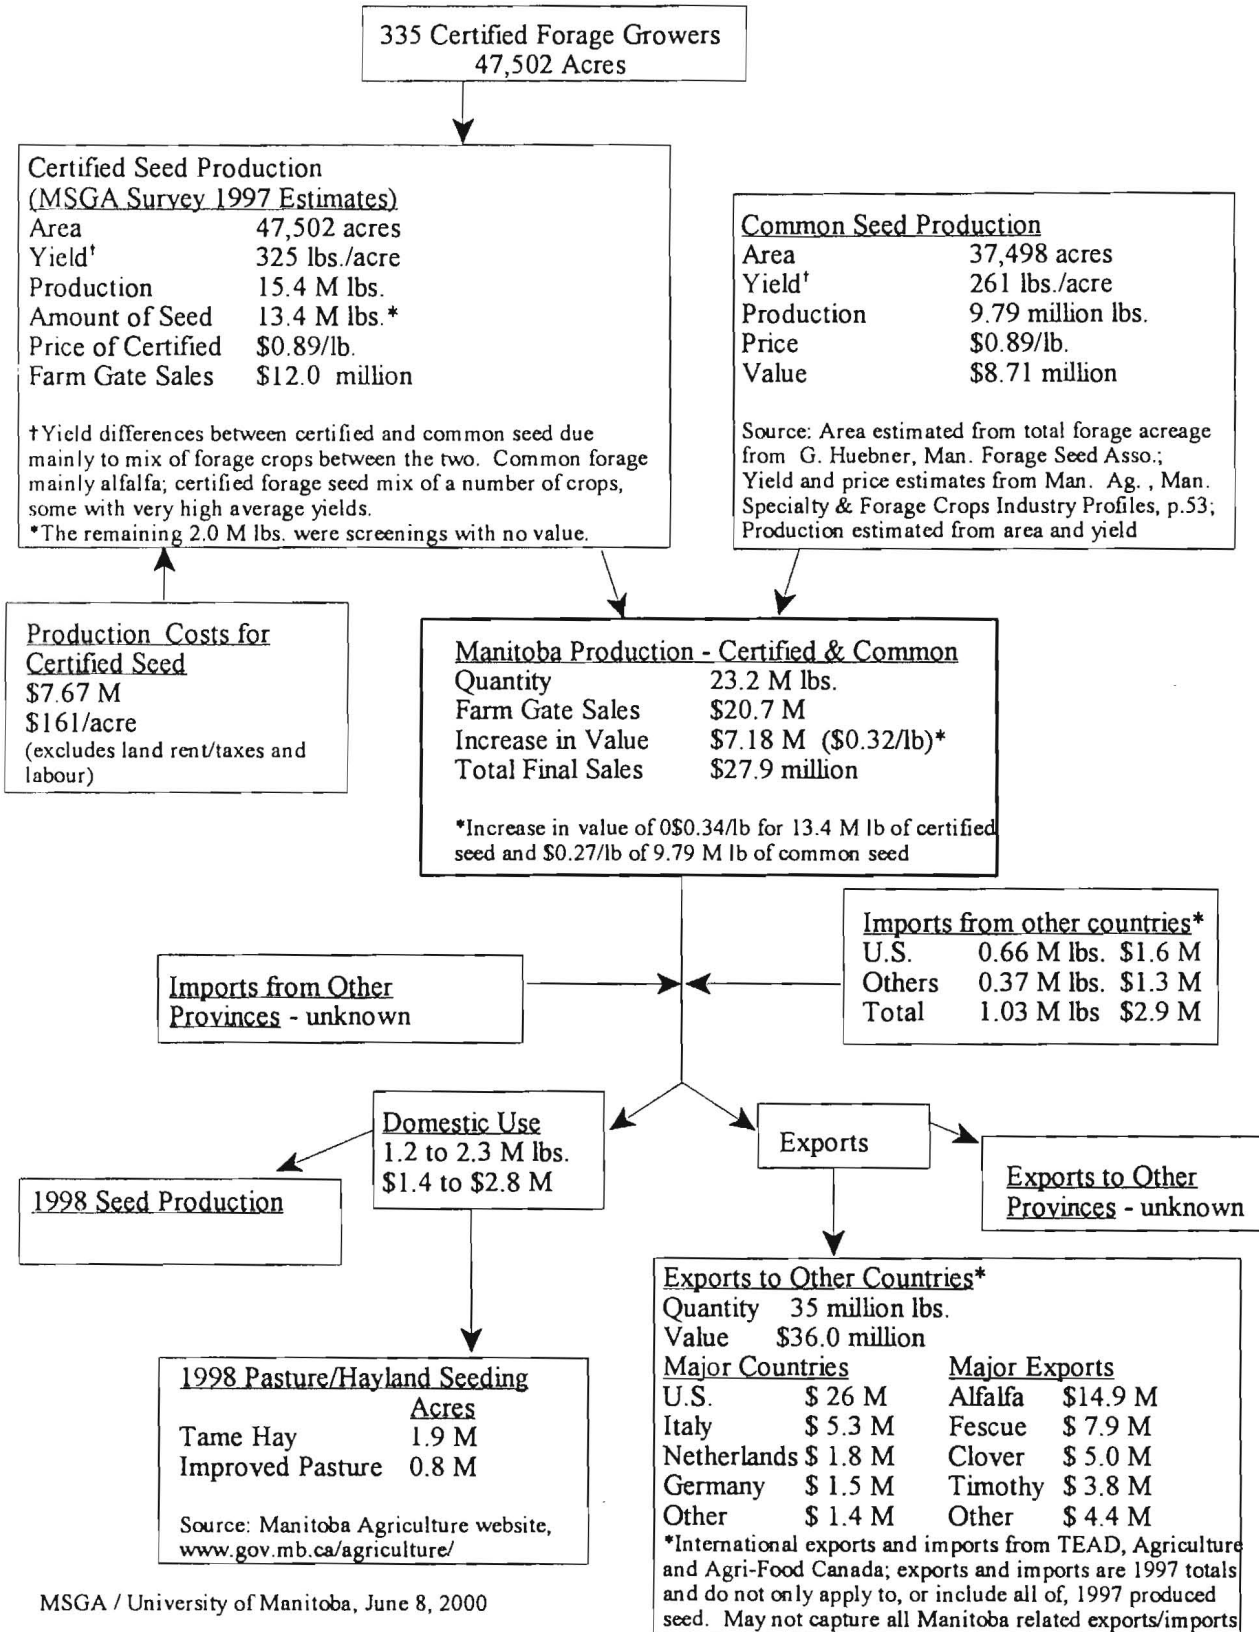 335 Certified Forage Growers
47,502 Acres
Certified Seed Production
(MSGA Survey 1997 Estimates)
Area 47,502 acres
Yield† 325 lbs./acre
Production 15.4 M lbs.
Amount of Seed 13.4 M lbs.*
Price of Certified $0.89/lb.
Farm Gate Sales $12.0 million
†Yield differences between certified and common seed due
mainly to mix of forage crops between the two. Common forage
mainly alfalfa; certified forage seed mix of a number of crops,
some with very high average yields.
*The remaining 2.0 M lbs. were screenings with no value.
Common Seed Production
Area 37,498 acres
Yield† 261 lbs./acre
Production 9.79 million lbs.
Price $0.89/lb.
Value $8.71 million
Source: Area estimated from total forage acreage
from G. Huebner, Man. Forage Seed Asso.;
Yield and price estimates from Man. Ag. , Man.
Specialty & Forage Crops Industry Profiles, p.53;
Production estimated from area and yield
Production Costs for
Certified Seed
$7.67 M
$161/acre
(excludes land rent/taxes and
labour)
Manitoba Production - Certified & Common
Quantity 23.2 M lbs.
Farm Gate Sales $20.7 M
Increase in Value $7.18 M ($0.32/lb)*
Total Final Sales $27.9 million
*Increase in value of 0$0.34/lb for 13.4 M lb of certified
seed and $0.27/lb of 9.79 M lb of common seed
Imports from Other
Provinces - unknown
Imports from other countries*
U.S. 0.66 M lbs. $1.6 M
Others 0.37 M lbs. $1.3 M
Total 1.03 M lbs $2.9 M
Domestic Use
1.2 to 2.3 M lbs.
$1.4 to $2.8 M
Exports
1998 Seed Production
Exports to Other
Provinces - unknown
1998 Pasture/Hayland Seeding
Acres
Tame Hay 1.9 M
Improved Pasture 0.8 M
Source: Manitoba Agriculture website,
www.gov.mb.ca/agriculture/
Exports to Other Countries*
Quantity 35 million lbs.
Value $36.0 million
Major Countries Major Exports
U.S. $ 26 M Alfalfa $14.9 M
Italy $ 5.3 M Fescue $ 7.9 M
Netherlands $ 1.8 M Clover $ 5.0 M
Germany $ 1.5 M Timothy $ 3.8 M
Other $ 1.4 M Other $ 4.4 M
*International exports and imports from TEAD, Agriculture
and Agri-Food Canada; exports and imports are 1997 totals
and do not only apply to, or include all of, 1997 produced
seed. May not capture all Manitoba related exports/imports
MSGA / University of Manitoba, June 8, 2000